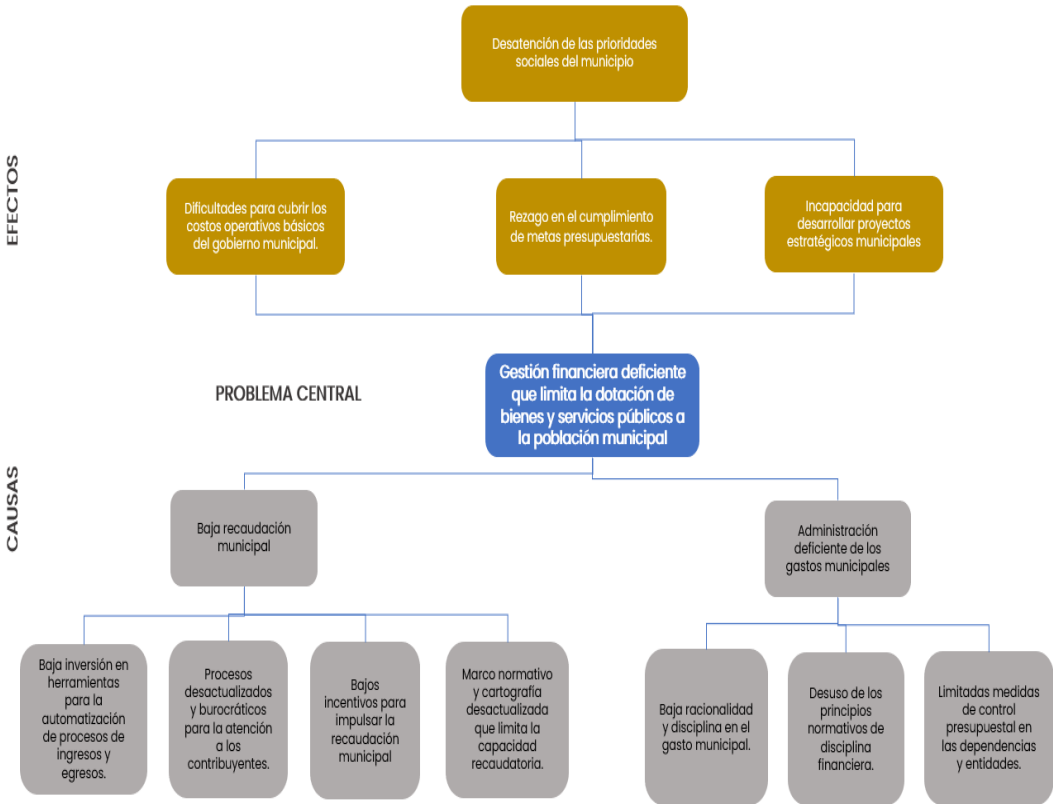 Desatención de las prioridades
sociales del municipio
EFECTOS
Dificultades para cubrir los
costos operativos básicos
del gobierno municipal.
Rezago en el cumplimiento
de metas presupuestarias.
Incapacidad para
desarrollar proyectos
estratégicos municipales
PROBLEMA CENTRAL
Gestión financiera deficiente
que limita la dotación de
bienes y servicios públicos a
la población municipal
CAUSAS
Baja recaudación
municipal
Administración
deficiente de los
gastos municipales
Baja inversión en
herramientas
para la
automatización
de procesos de
ingresos y
egresos.
Procesos
desactualizados
y burocráticos
para la atención
a los
contribuyentes.
Bajos
incentivos para
impulsar la
recaudación
municipal
Marco normativo
y cartografía
desactualizada
que limita la
capacidad
recaudatoria.
Baja racionalidad
y disciplina en el
gasto municipal.
Desuso de los
principios
normativos de
disciplina
financiera.
Limitadas medidas
de control
presupuestal en
las dependencias
y entidades.